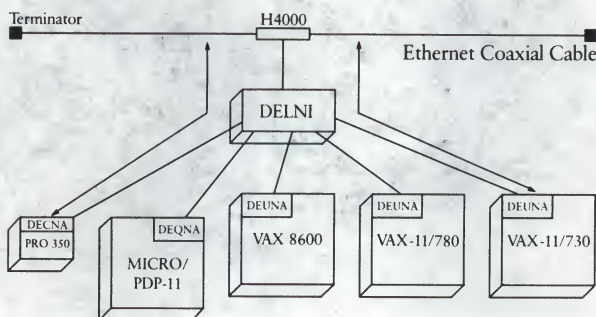 Terminator
H4000
Ethernet Coaxial Cable
DELNI
DECNA
PRO 350
DEQNA
MICRO/
PDP-11
DEUNA
VAX 8600
DEUNA
VAX-11/780
DEUNA
VAX-11/730